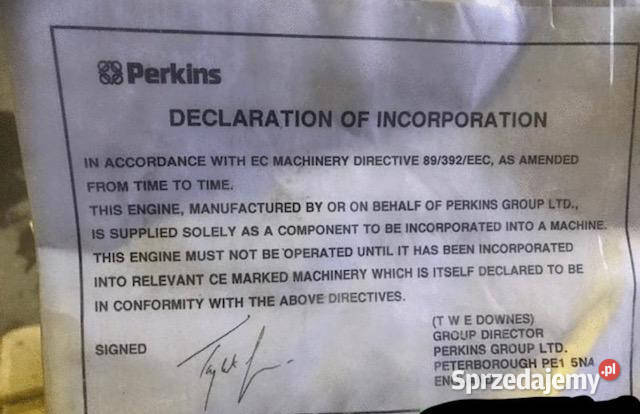 Perkins
DECLARATION OF INCORPORATION
IN ACCORDANCE WITH EC MACHINERY DIRECTIVE 89/392/EEC, AS AMENDED
FROM TIME TO TIME.
THIS ENGINE, MANUFACTURED BY OR ON BEHALF OF PERKINS GROUP LTD.,
IS SUPPLIED SOLELY AS A COMPONENT TO BE INCORPORATED INTO A MACHINE.
THIS ENGINE MUST NOT BE OPERATED UNTIL IT HAS BEEN INCORPORATED
INTO RELEVANT CE MARKED MACHINERY WHICH IS ITSELF DECLARED TO BE
IN CONFORMITY WITH THE ABOVE DIRECTIVES.
SIGNED
(T W E DOWNES)
GROUP DIRECTOR
PERKINS GROUP LTD.
PETERBOROUGH PE1 5NA
Sprzedajemy.pl